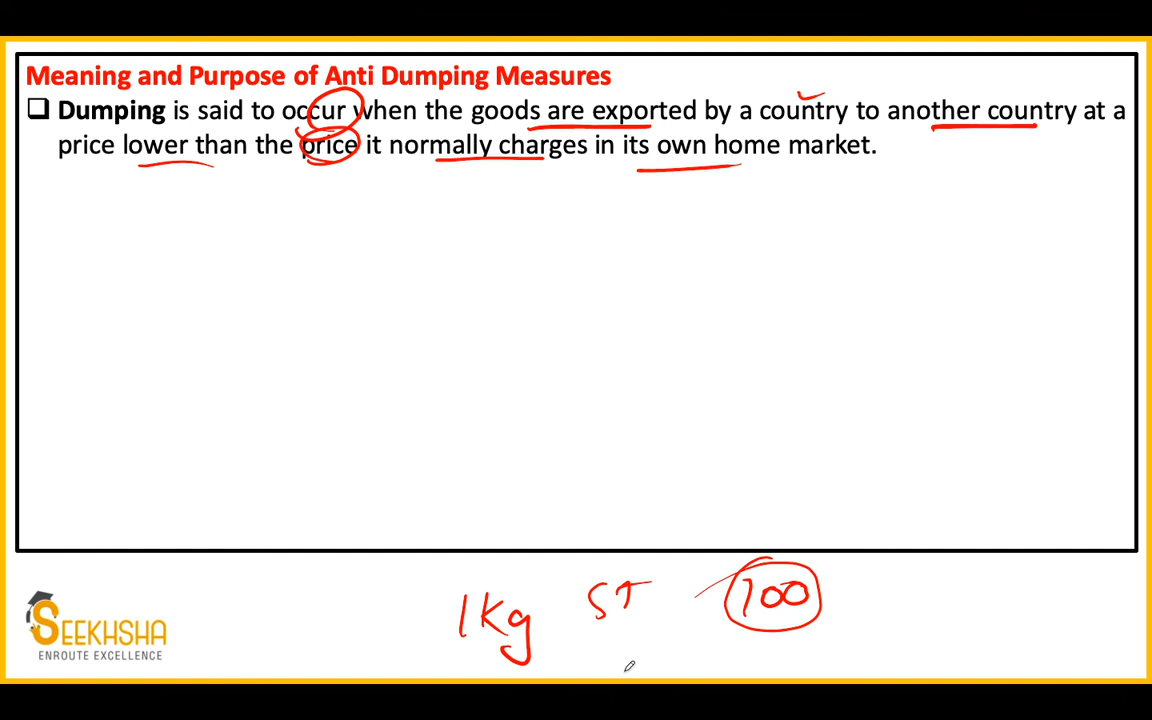 Meaning and Purpose of Anti Dumping Measures
❑ Dumping is said to occur when the goods are exported by a country to another country at a
price lower than the price it normally charges in its own home market.
1Kg ST 100
SEEKHSHA
ENROUTE EXCELLENCE